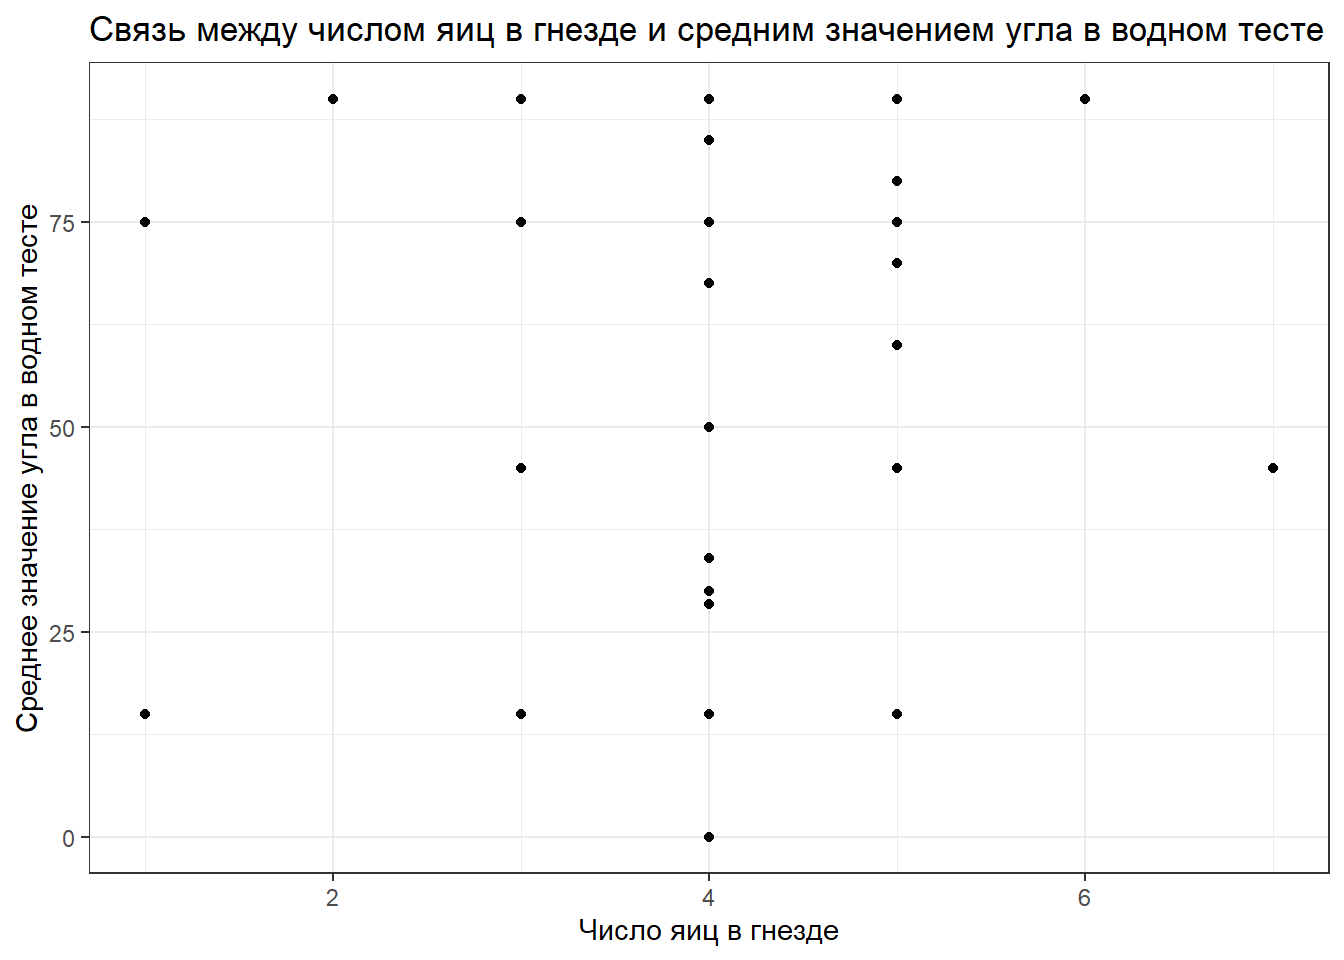 Связь между числом яиц в гнезде и средним значением угла в водном тесте
Среднее значение угла в водном тесте
75
50
25
0
2
4
6
Число яиц в гнезде